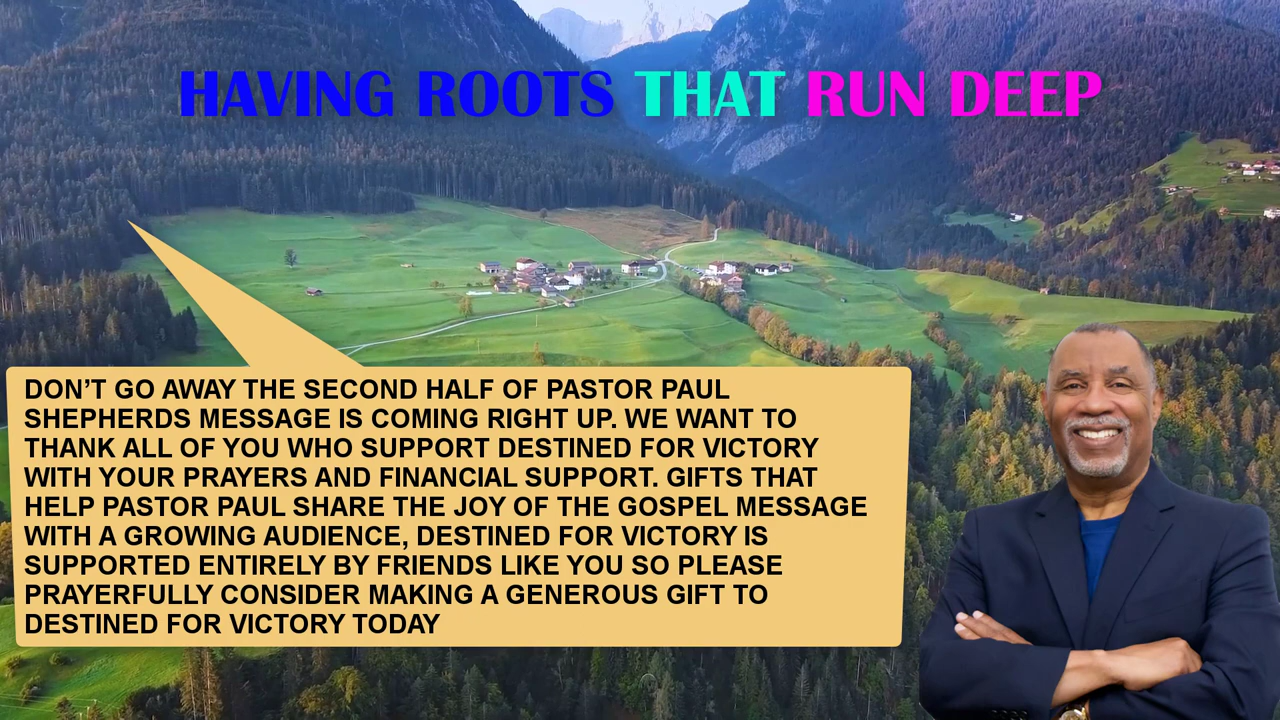 HAVING ROOTS THAT RUN DEEP
DON’T GO AWAY THE SECOND HALF OF PASTOR PAUL
SHEPHERDS MESSAGE IS COMING RIGHT UP. WE WANT TO
THANK ALL OF YOU WHO SUPPORT DESTINED FOR VICTORY
WITH YOUR PRAYERS AND FINANCIAL SUPPORT. GIFTS THAT
HELP PASTOR PAUL SHARE THE JOY OF THE GOSPEL MESSAGE
WITH A GROWING AUDIENCE, DESTINED FOR VICTORY IS
SUPPORTED ENTIRELY BY FRIENDS LIKE YOU SO PLEASE
PRAYERFULLY CONSIDER MAKING A GENEROUS GIFT TO
DESTINED FOR VICTORY TODAY